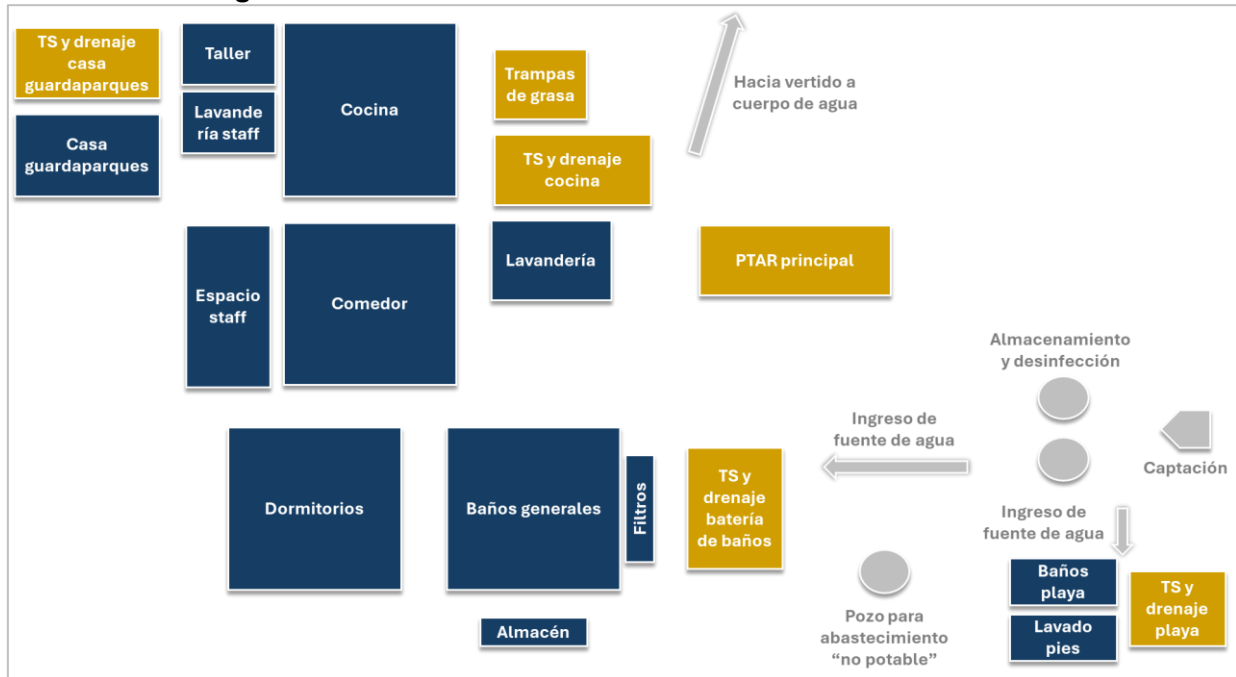 TS y drenaje
casa
guardaparques
Taller
Lavande
ría staff
Casa
guardaparques
Cocina
Trampas
de grasa
TS y drenaje
cocina
Hacia vertido a
cuerpo de agua
Espacio
staff
Comedor
Lavandería
PTAR principal
Almacenamiento
y desinfección
Ingreso de
fuente de agua
Captación
Dormitorios
Baños generales
Filtros
TS y
drenaje
batería
de baños
Ingreso de
fuente de agua
Pozo para
abastecimiento
“no potable”
Baños
playa
Lavado
pies
TS y
drenaje
playa
Almacén